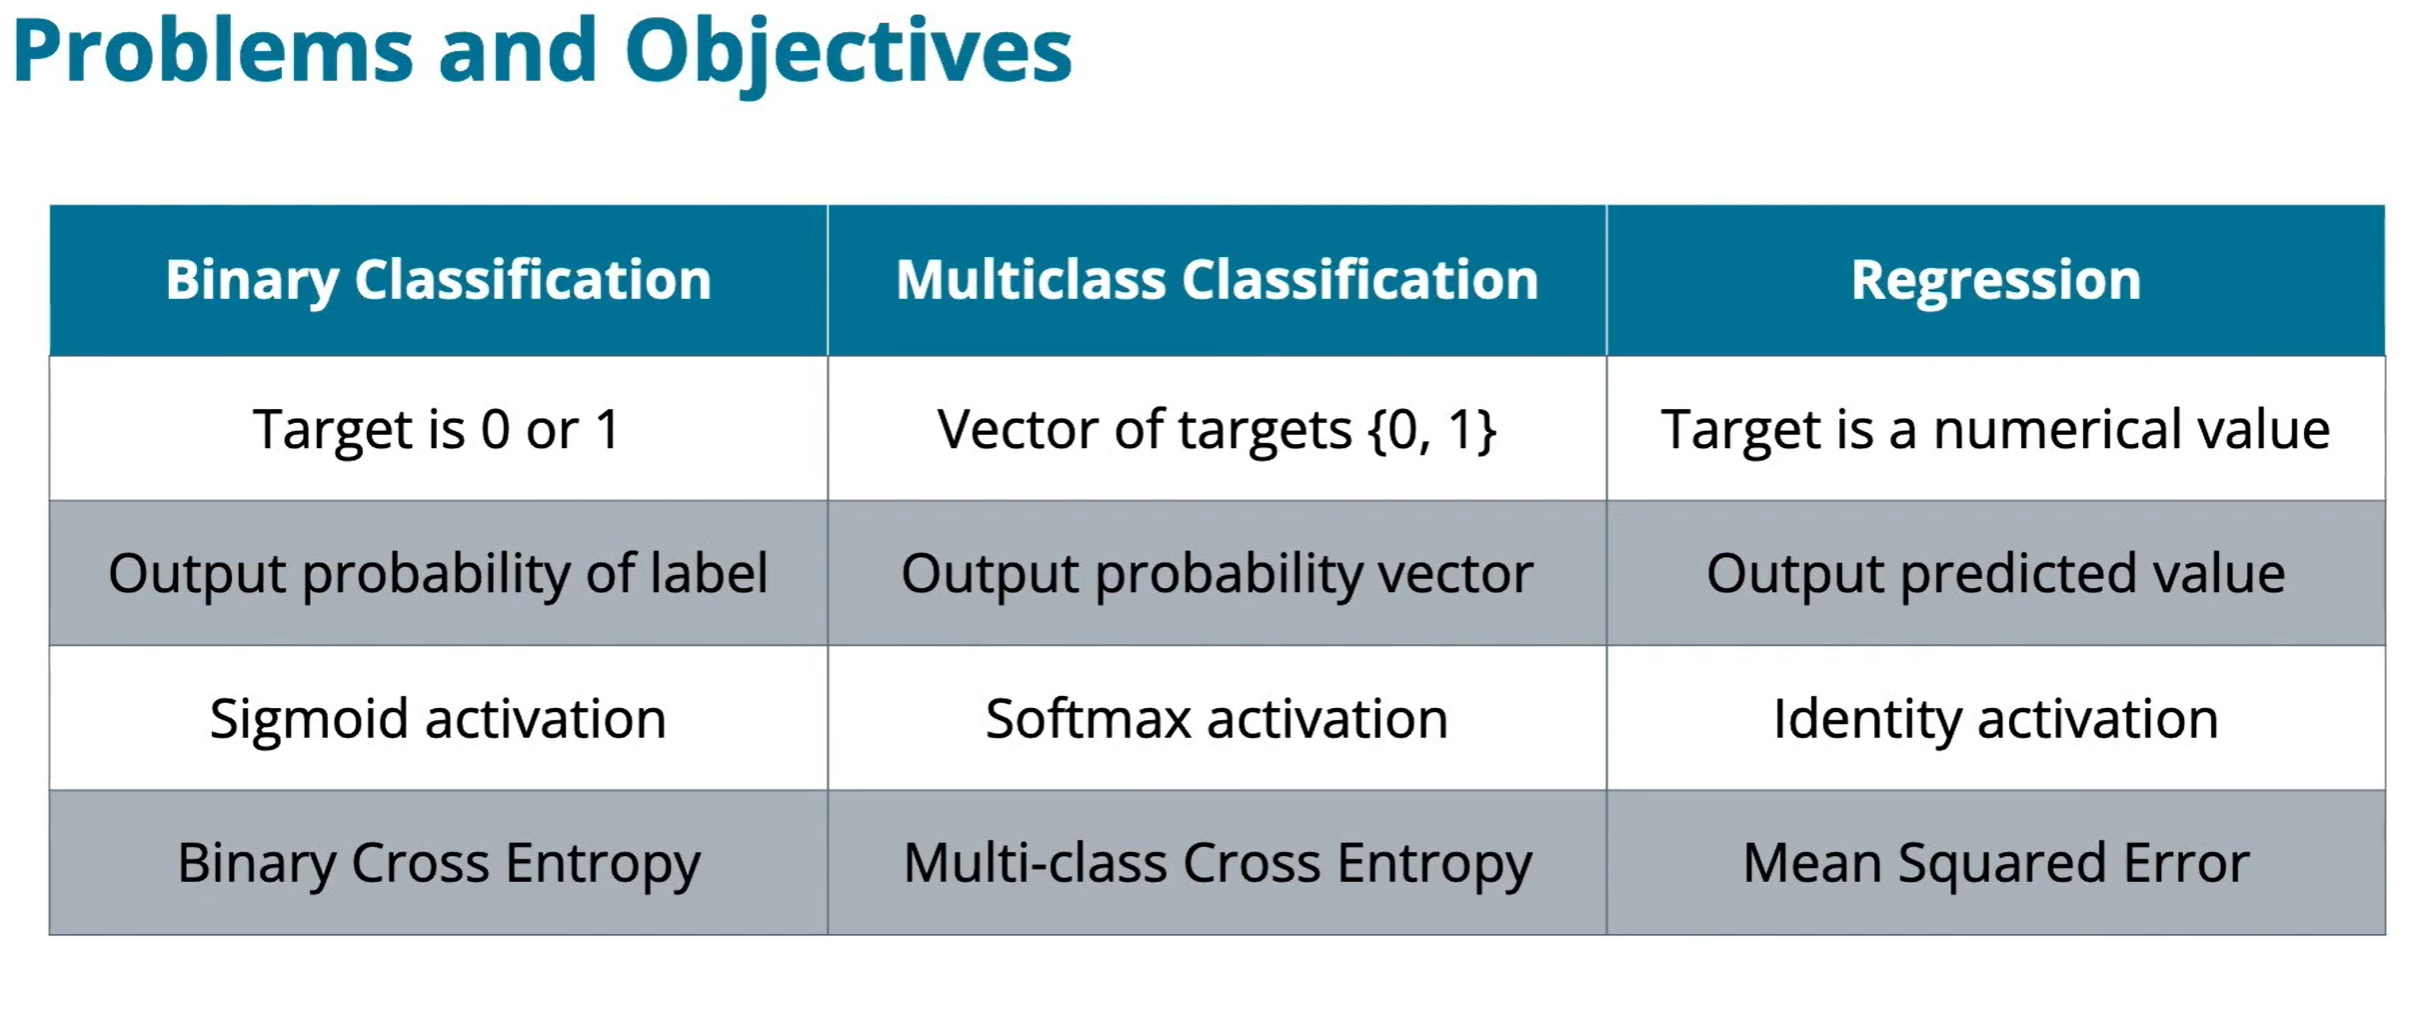 Problems and Objectives
Binary Classification Multiclass Classification Regression
Target is 0 or 1 Vector of targets {0, 1} Target is a numerical value
Output probability of label Output probability vector Output predicted value
Sigmoid activation Softmax activation Identity activation
Binary Cross Entropy Multi-class Cross Entropy Mean Squared Error